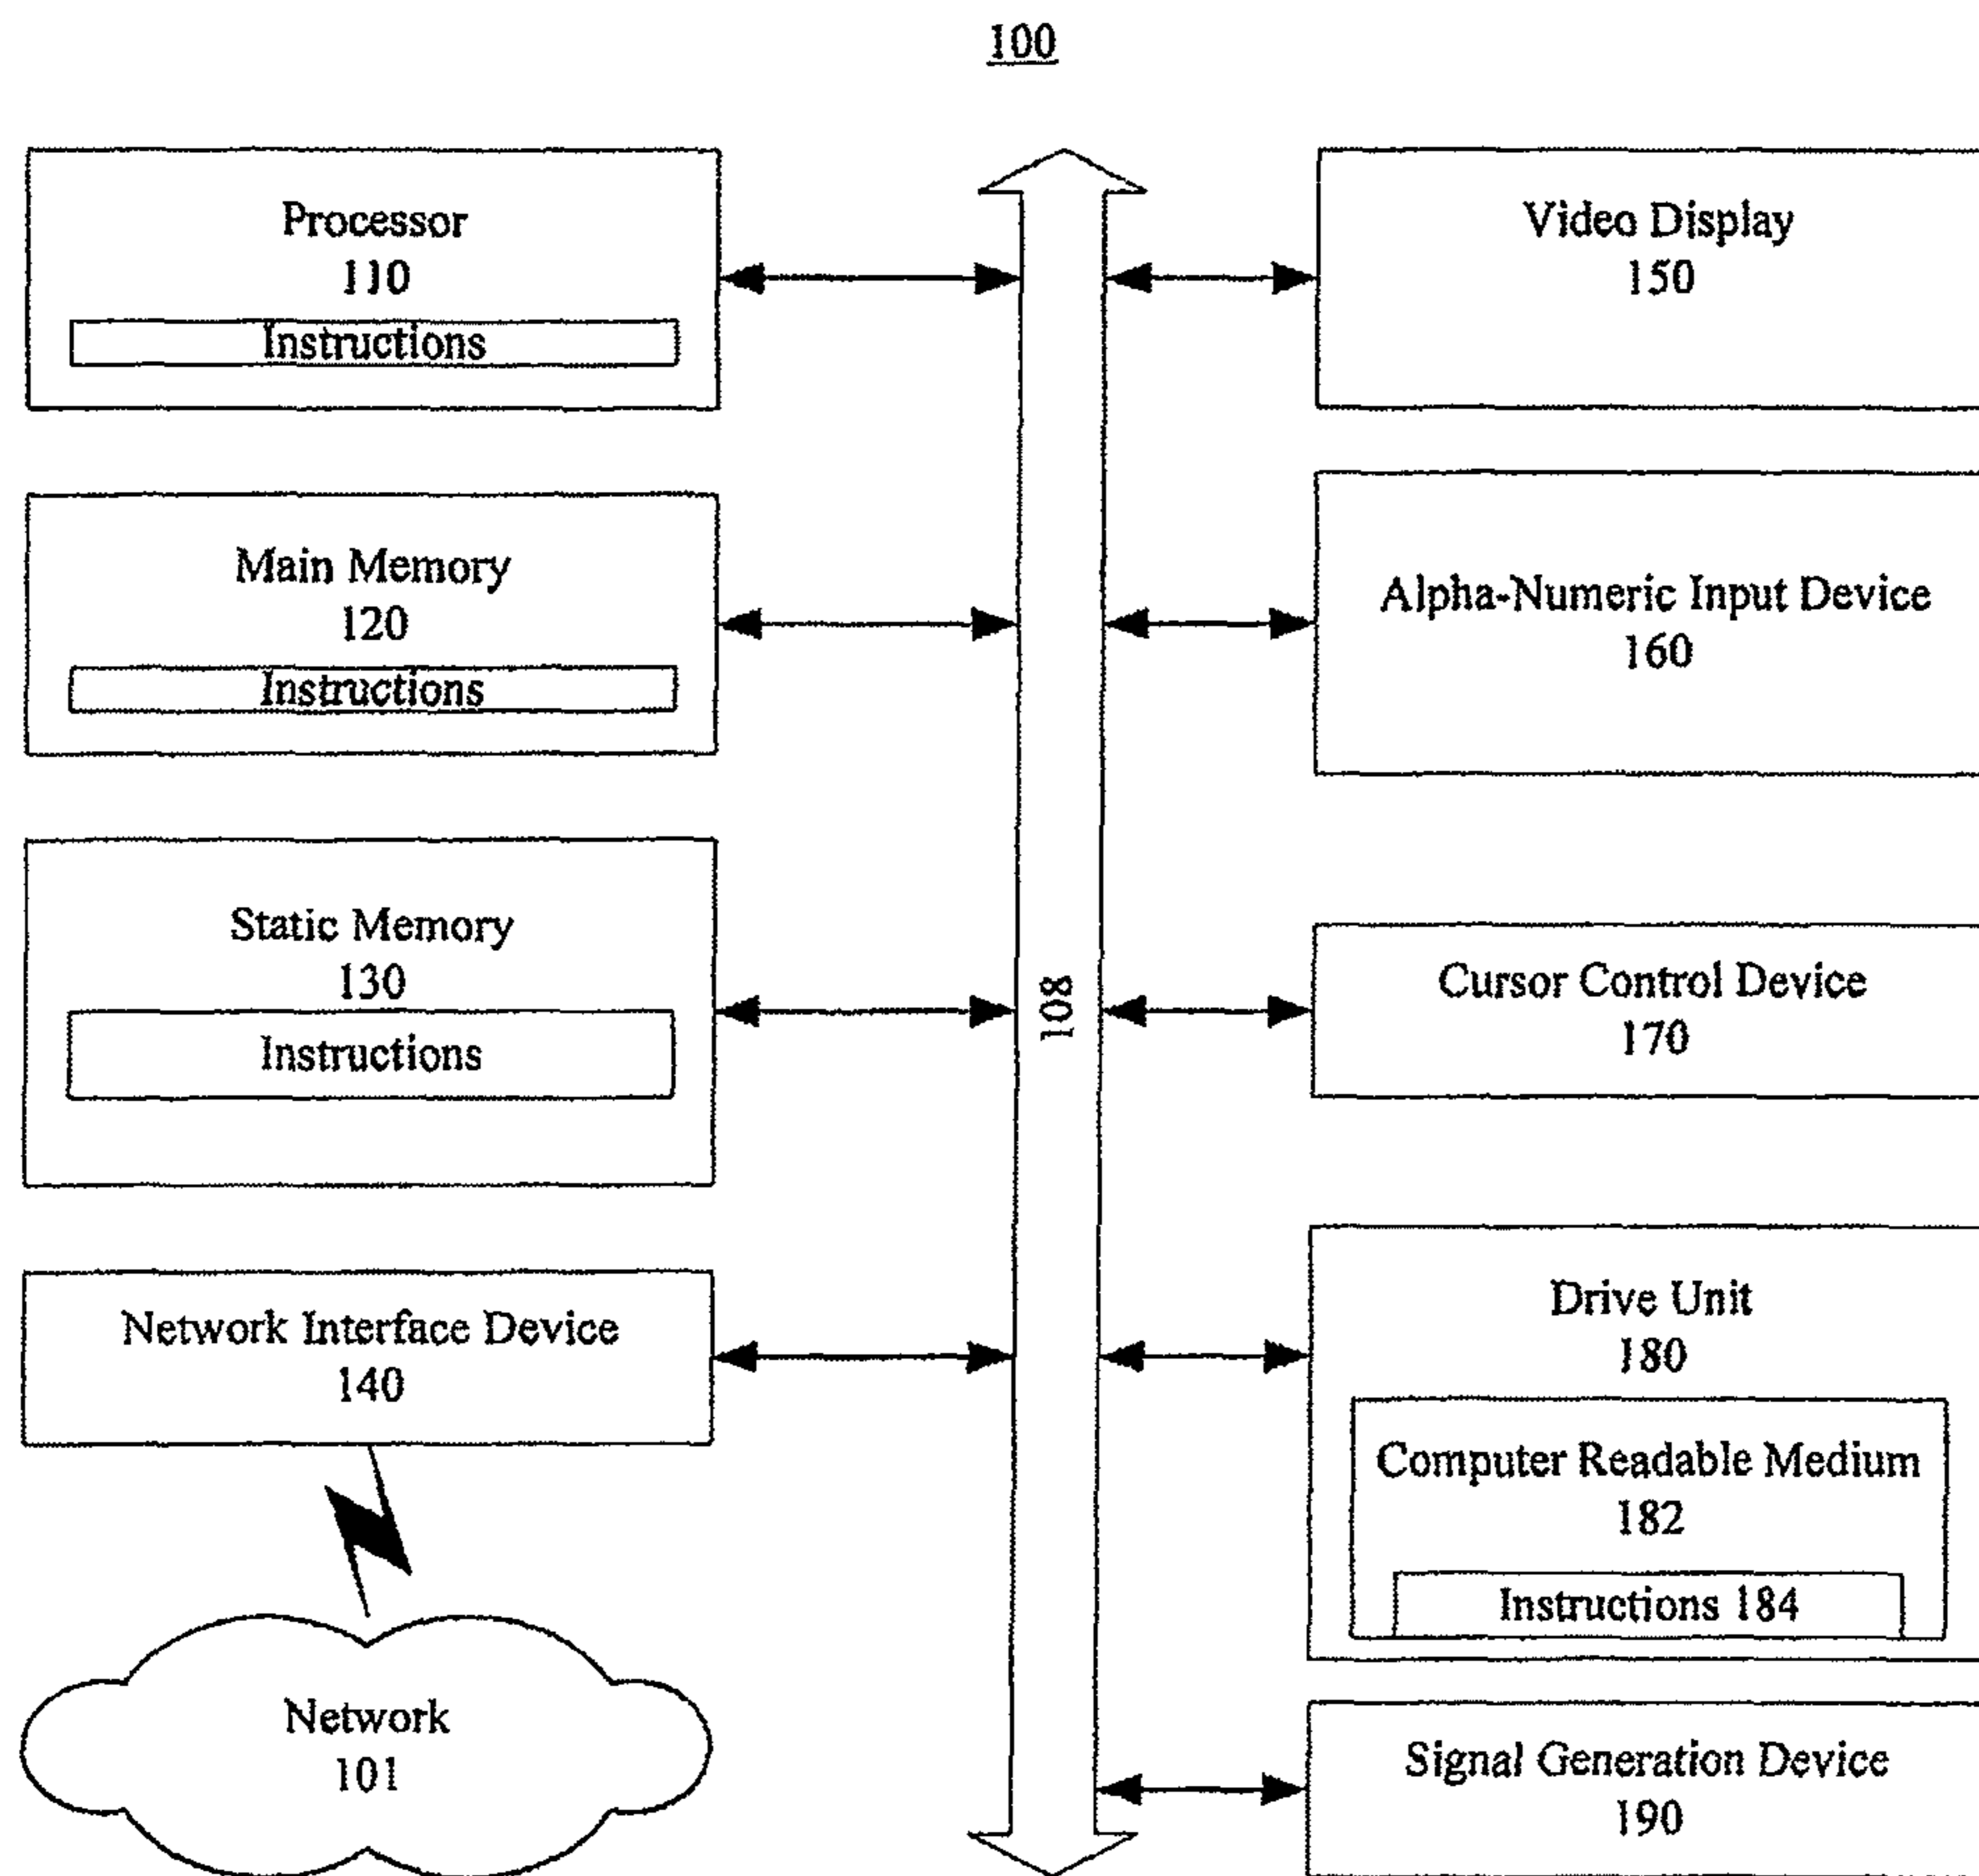 100
Processor
110
Instructions
Main Memory
120
Instructions
Static Memory
130
Instructions
Network Interface Device
140
Network
101
108
Video Display
150
Alpha-Numeric Input Device
160
Cursor Control Device
170
Drive Unit
180
Computer Readable Medium
182
Instructions 184
Signal Generation Device
190